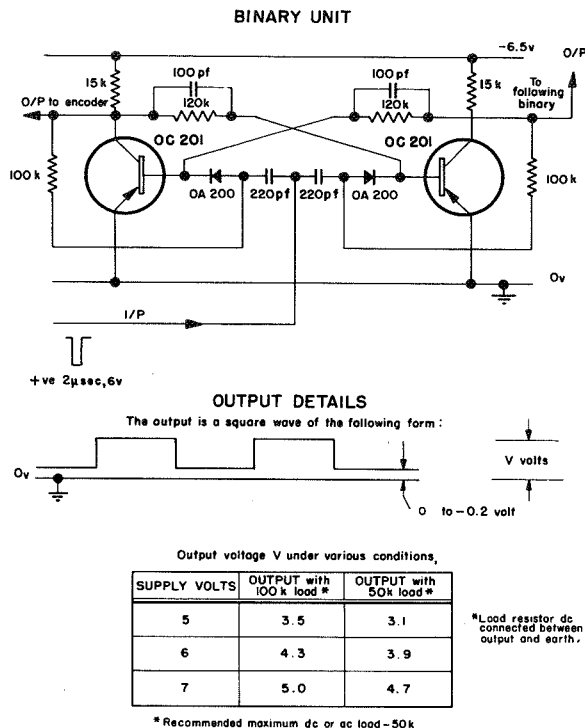 BINARY UNIT
-6.5v
O/P
15k
100pf
120k
100pf
120k
15k
To following binary
O/P to encoder
OC 201
OC 201
100k
OA 200
220pf
220pf
OA 200
100k
Ov
I/P
+ve 2μsec,6v
OUTPUT DETAILS
The output is a square wave of the following form:
Ov
V volts
O to-0.2 volt
Output voltage V under various conditions,
SUPPLY VOLTS OUTPUT with 100k load* OUTPUT with 50k load*
5 3.5 3.1
6 4.3 3.9
7 5.0 4.7
*Load resistor dc
connected between
output and earth.
*Recommended maximum dc or ac load-50k